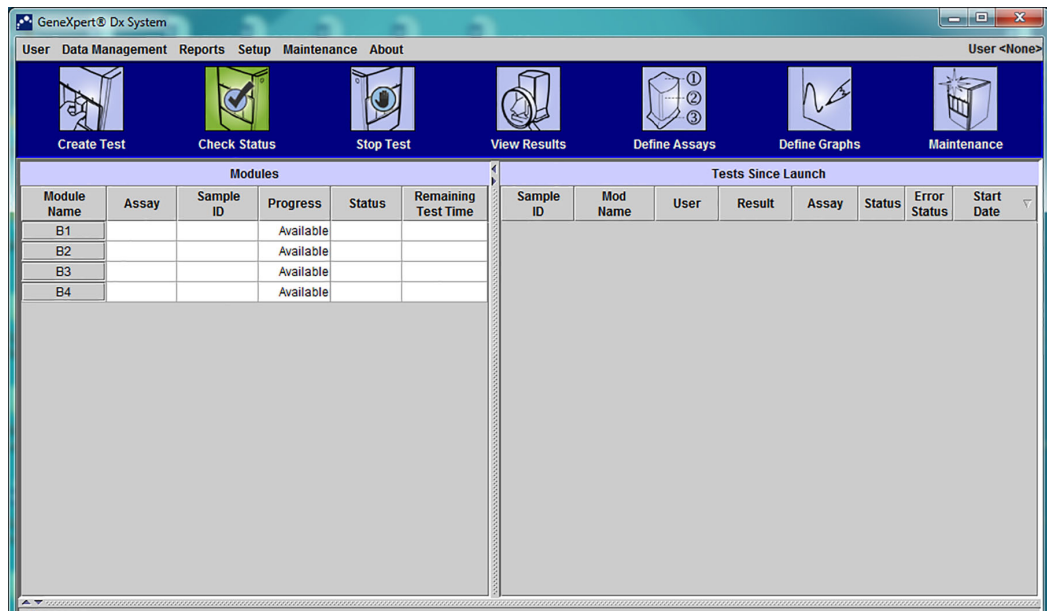 GeneXpert® Dx System
User Data Management Reports Setup Maintenance About User <None>
Create Test Check Status Stop Test View Results Define Assays Define Graphs Maintenance
① ② ③
Modules
Module Name Assay Sample ID Progress Status Remaining Test Time
B1 Available
B2 Available
B3 Available
B4 Available
Tests Since Launch
Sample ID Mod Name User Result Assay Status Error Status Start Date